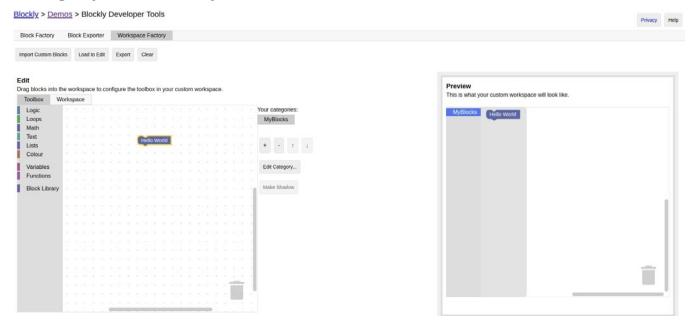 Blockly > Demos > Blockly Developer Tools
Privacy Help
Block Factory Block Exporter Workspace Factory
Import Custom Blocks Load to Edit Export Clear
Edit
Drag blocks into the workspace to configure the toolbox in your custom workspace.
Toolbox Workspace
Logic
Loops
Math
Text
Lists
Colour
Variables
Functions
Block Library
Hello World
Your categories:
MyBlocks
+ - ↑ ↓
Edit Category...
Make Shadow
Preview
This is what your custom workspace will look like.
MyBlocks Hello World